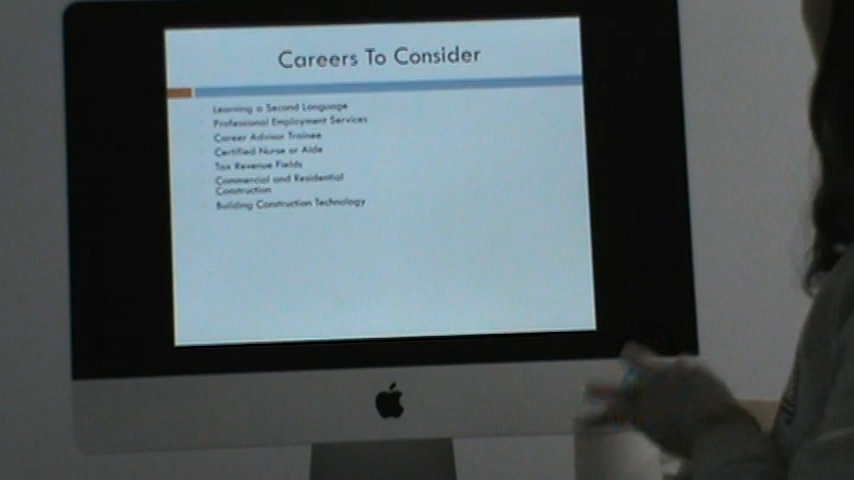 Careers To Consider
Learning a Second Language
Professional Employment Services
Career Advisor Trainee
Certified Nurse or Aide
Tax Revenue Fields
Commercial and Residential
Construction
Building Construction Technology